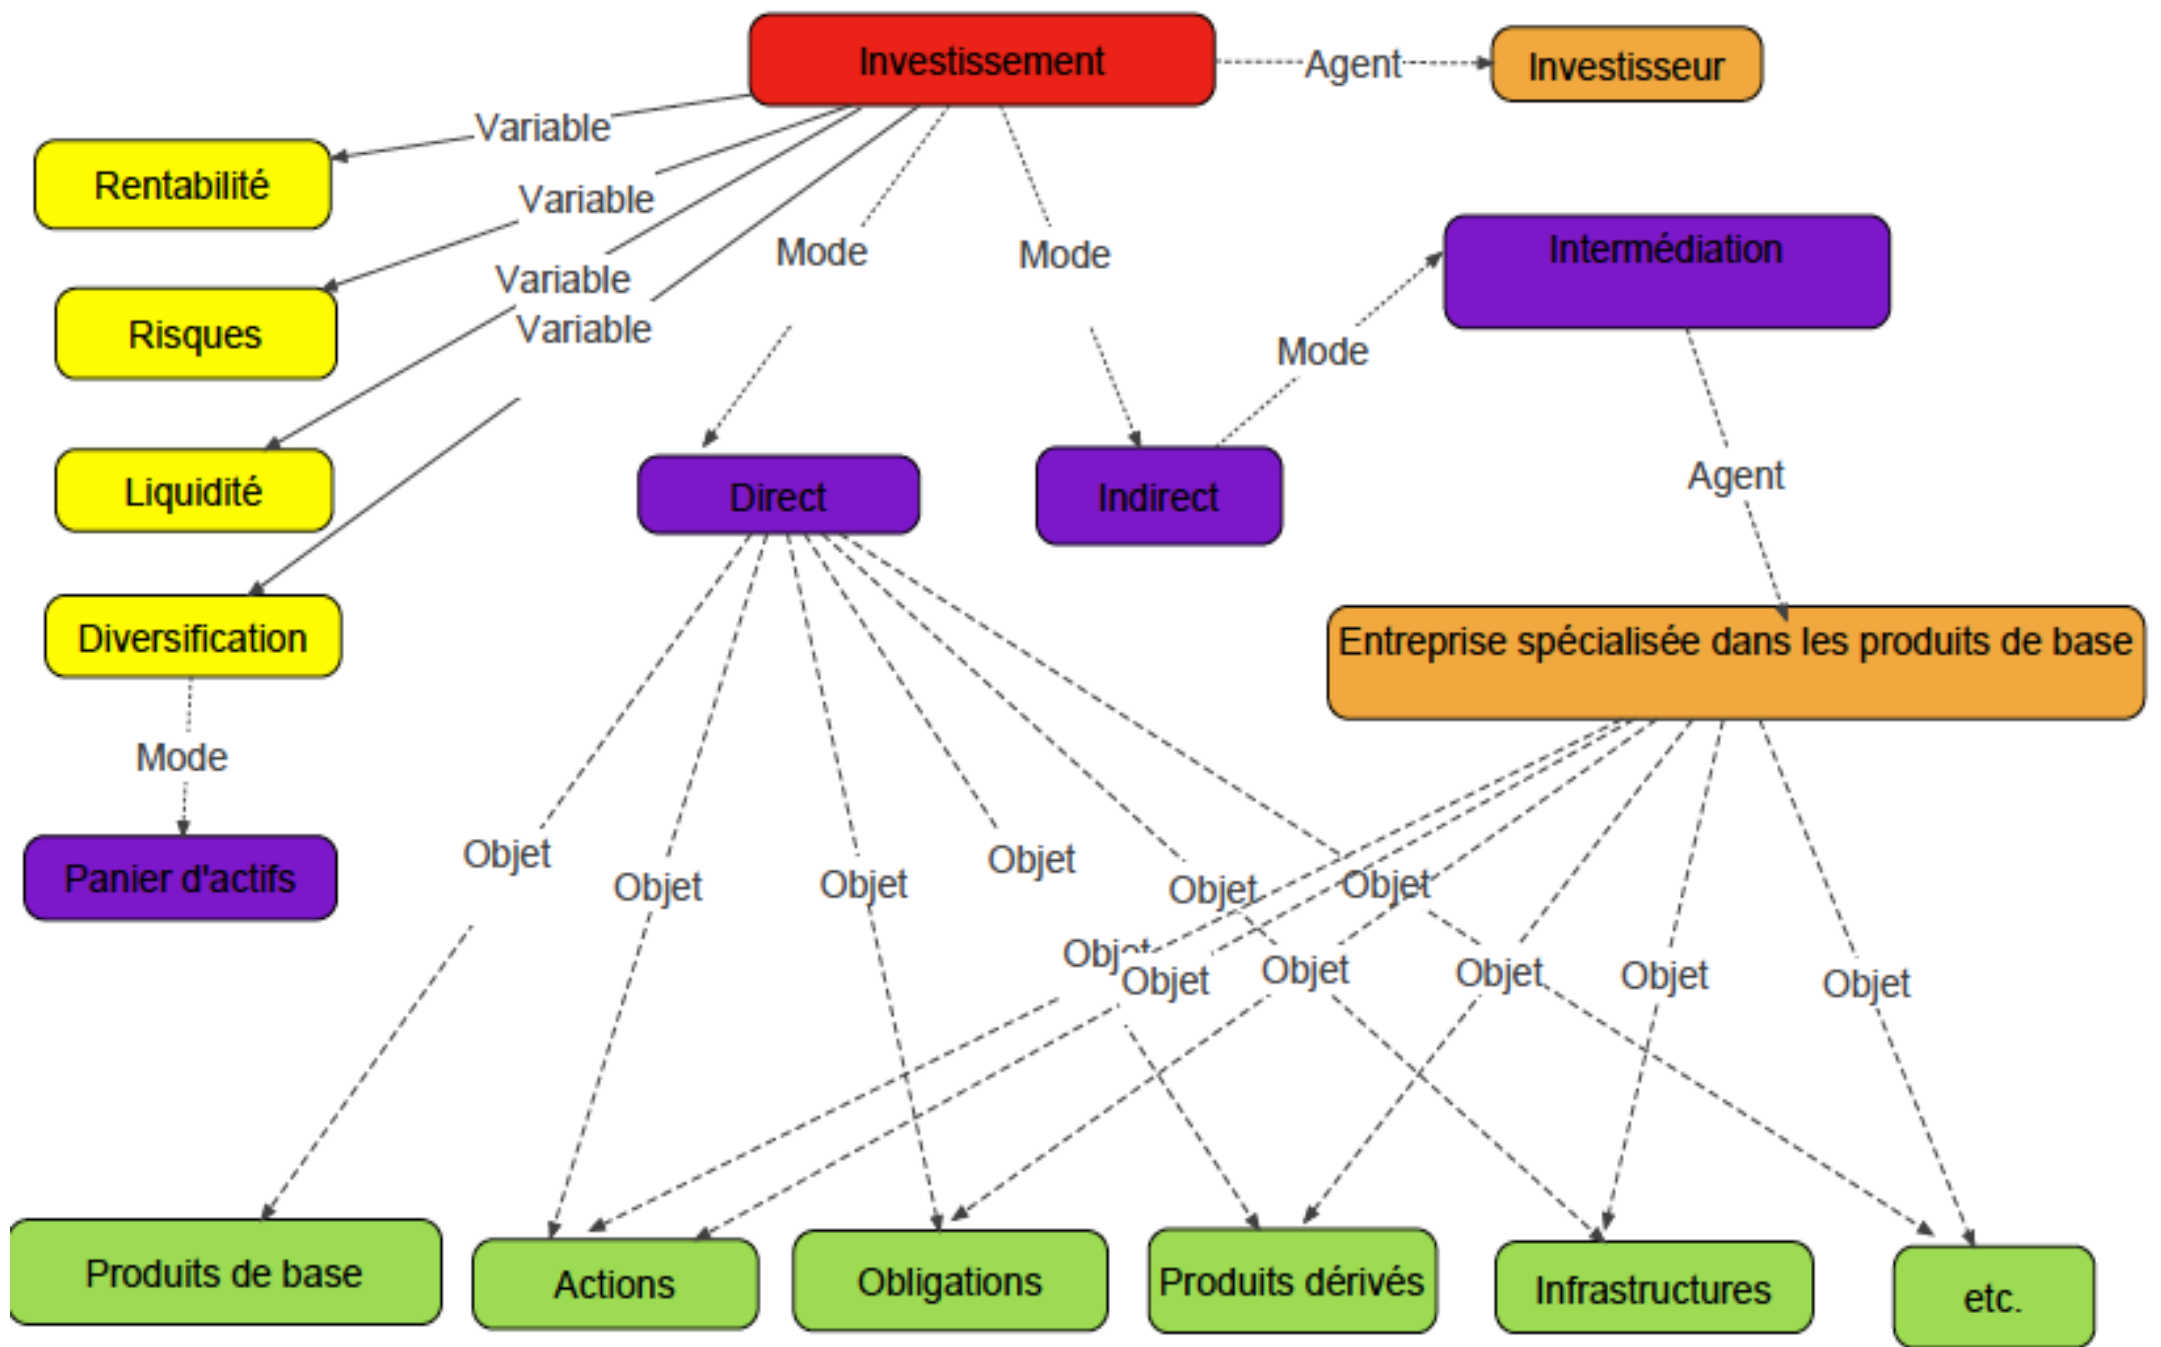 Investissement
Agent
Investisseur
Variable
Rentabilité
Variable
Mode
Mode
Intermédiation
Variable
Risques
Variable
Mode
Liquidité
Direct
Indirect
Agent
Diversification
Entreprise spécialisée dans les produits de base
Mode
Objet
Objet
Objet
Objet
Objet
Objet
Panier d'actifs
Objet
Objet
Objet
Objet
Objet
Objet
Produits de base
Actions
Obligations
Produits dérivés
Infrastructures
etc.